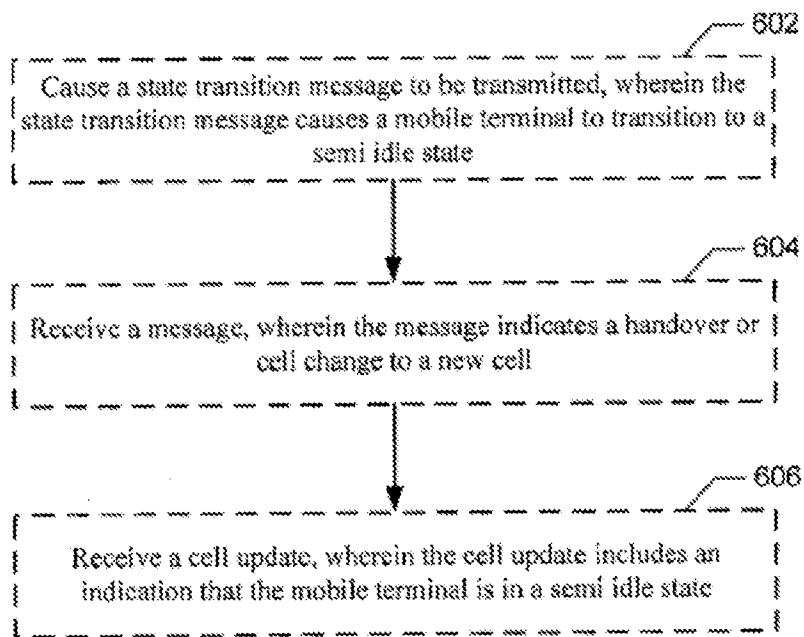 602
Cause a state transition message to be transmitted, wherein the
state transition message causes a mobile terminal to transition to a
semi idle state
604
Receive a message, wherein the message indicates a handover or
cell change to a new cell
606
Receive a cell update, wherein the cell update includes an
indication that the mobile terminal is in a semi idle state